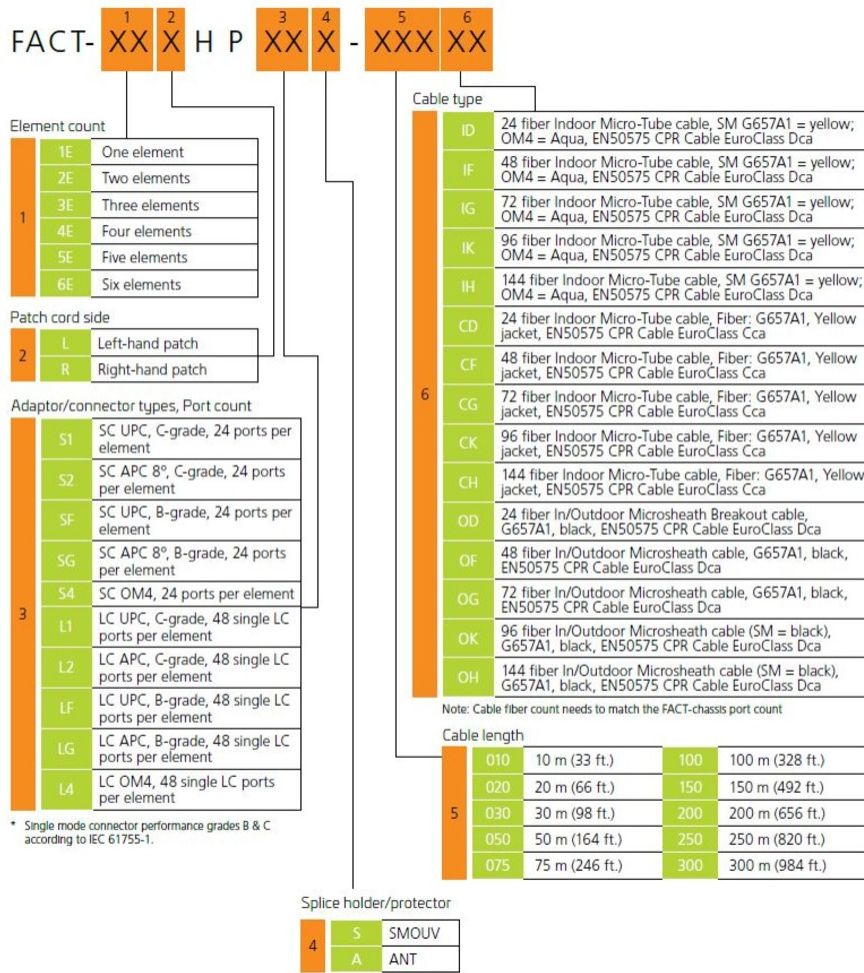 1 2 3 4 5 6
FACT- XX X H P XX X - XXX XX
Element count
1
1E One element
2E Two elements
3E Three elements
4E Four elements
5E Five elements
6E Six elements
Patch cord side
2
L Left-hand patch
R Right-hand patch
Adaptor/connector types, Port count
3
S1 SC UPC, C-grade, 24 ports per
element
S2 SC APC 8º, C-grade, 24 ports
per element
SF SC UPC, B-grade, 24 ports per
element
SG SC APC 8º, B-grade, 24 ports
per element
S4 SC OM4, 24 ports per element
L1 LC UPC, C-grade, 48 single LC
ports per element
L2 LC APC, C-grade, 48 single LC
ports per element
LF LC UPC, B-grade, 48 single LC
ports per element
LG LC APC, B-grade, 48 single LC
ports per element
L4 LC OM4, 48 single LC ports
per element
* Single mode connector performance grades B & C
according to IEC 61755-1.
Cable type
6
ID 24 fiber Indoor Micro-Tube cable, SM G657A1 = yellow;
OM4 = Aqua, EN50575 CPR Cable EuroClass Dca
IF 48 fiber Indoor Micro-Tube cable, SM G657A1 = yellow;
OM4 = Aqua, EN50575 CPR Cable EuroClass Dca
IG 72 fiber Indoor Micro-Tube cable, SM G657A1 = yellow;
OM4 = Aqua, EN50575 CPR Cable EuroClass Dca
IK 96 fiber Indoor Micro-Tube cable, SM G657A1 = yellow;
OM4 = Aqua, EN50575 CPR Cable EuroClass Dca
IH 144 fiber Indoor Micro-Tube cable, SM G657A1 = yellow;
OM4 = Aqua, EN50575 CPR Cable EuroClass Dca
CD 24 fiber Indoor Micro-Tube cable, Fiber: G657A1, Yellow
jacket, EN50575 CPR Cable EuroClass Cca
CF 48 fiber Indoor Micro-Tube cable, Fiber: G657A1, Yellow
jacket, EN50575 CPR Cable EuroClass Cca
CG 72 fiber Indoor Micro-Tube cable, Fiber: G657A1, Yellow
jacket, EN50575 CPR Cable EuroClass Cca
CK 96 fiber Indoor Micro-Tube cable, Fiber: G657A1, Yellow
jacket, EN50575 CPR Cable EuroClass Cca
CH 144 fiber Indoor Micro-Tube cable, Fiber: G657A1, Yellow
jacket, EN50575 CPR Cable EuroClass Cca
OD 24 fiber In/Outdoor Microsheath Breakout cable,
G657A1, black, EN50575 CPR Cable EuroClass Dca
OF 48 fiber In/Outdoor Microsheath cable, G657A1, black,
EN50575 CPR Cable EuroClass Dca
OG 72 fiber In/Outdoor Microsheath cable, G657A1, black,
EN50575 CPR Cable EuroClass Dca
OK 96 fiber In/Outdoor Microsheath cable (SM = black),
G657A1, black, EN50575 CPR Cable EuroClass Dca
OH 144 fiber In/Outdoor Microsheath cable (SM = black),
G657A1, black, EN50575 CPR Cable EuroClass Dca
Note: Cable fiber count needs to match the FACT-chassis port count
Cable length
5
010 10 m (33 ft.) 100 100 m (328 ft.)
020 20 m (66 ft.) 150 150 m (492 ft.)
030 30 m (98 ft.) 200 200 m (656 ft.)
050 50 m (164 ft.) 250 250 m (820 ft.)
075 75 m (246 ft.) 300 300 m (984 ft.)
Splice holder/protector
4
S SMOUV
A ANT